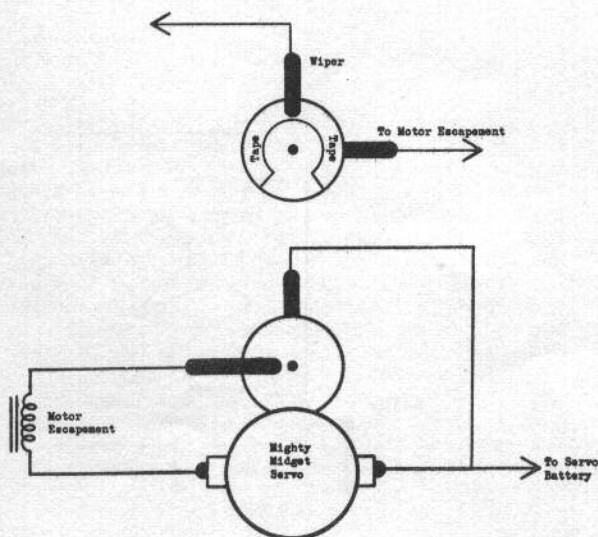 Wiper
To Motor Escapement
Tape
Tape
Motor
Escapement
Mighty
Midget
Servo
To Servo
Battery